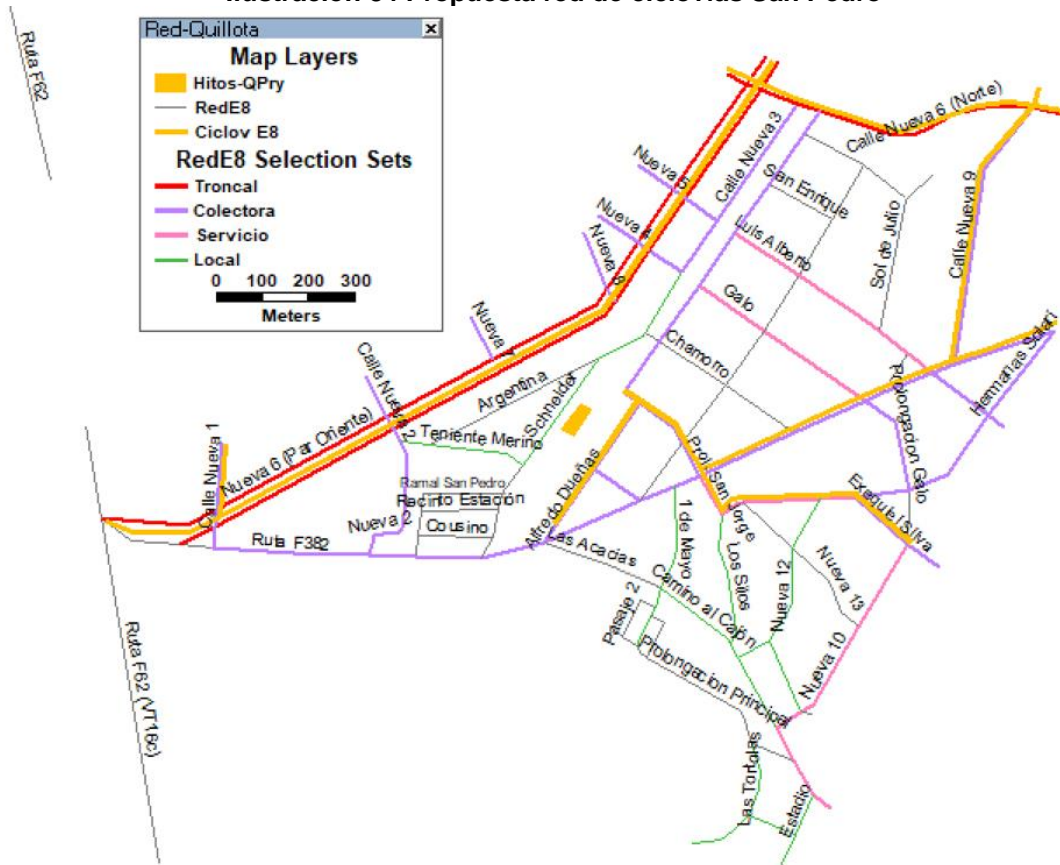 Ruta F62
Red-Quillota
Map Layers
Hitos-QPry
RedE8
Ciclov E8
RedE8 Selection Sets
Troncal
Colectora
Servicio
Local
0 100 200 300
Meters
Calle Nueva 6 (Norte)
Calle Nueva 3
Nueva 5
San Enrique
Calle Nueva 9
Nueva 4
Luis Alberto
Sol de Julio
Nueva 8
Galo
Nueva 7
Chamorro
Hermanas Solari
Argentina
Calle Nueva 2
Schneider
Prolongación Galo
Teniente Merino
Nueva 6 (Par Oriente)
Calle Nueva 1
Prol. San Jorge
Ramal San Pedro
Recinto Estación
Alfredo Dueñas
Nueva 2
Cousino
Exequiel Silva
Ruta F382
1 de Mayo
Las Acacias
Los Silos
Camino al Cajón
Nueva 12
Nueva 13
Pasaje 2
Nueva 10
Prolongacion Principal
Ruta F62 (VT16c)
Las Tortolas
Estadio